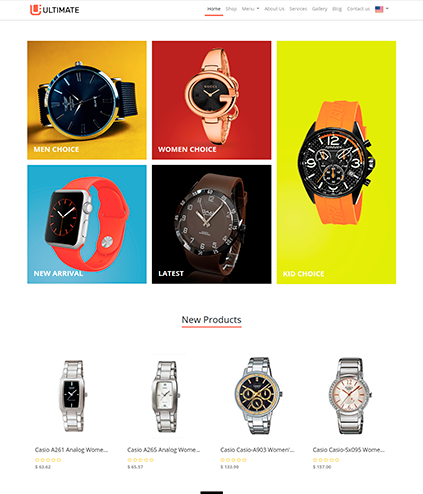 ULTIMATE
Home Shop Menu About Us Services Gallery Blog Contact us
MEN CHOICE
WOMEN CHOICE
NEW ARRIVAL
LATEST
KID CHOICE
New Products
Casio A261 Analog Wome...
Casio A265 Analog Wome...
Casio Casio-A903 Women'...
Casio Casio-Sx095 Wome...
$ 63.62
$ 65.57
$ 133.98
$ 157.00